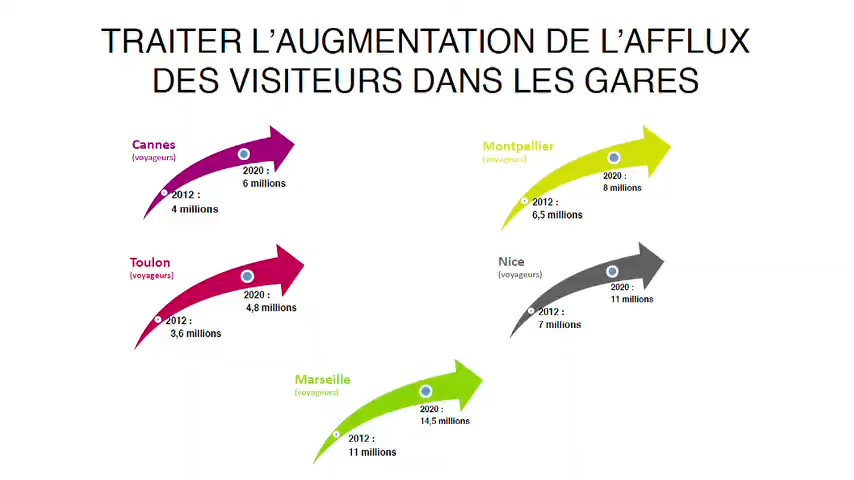 TRAITER L'AUGMENTATION DE L'AFFLUX
DES VISITEURS DANS LES GARES
Cannes
(voyageurs)
2020 :
6 millions
2012 :
4 millions
Montpellier
(voyageurs)
2020 :
8 millions
2012 :
6,5 millions
Toulon
(voyageurs)
2020 :
4,8 millions
2012 :
3,6 millions
Nice
(voyageurs)
2020 :
11 millions
2012 :
7 millions
Marseille
(voyageurs)
2020 :
14,5 millions
2012 :
11 millions